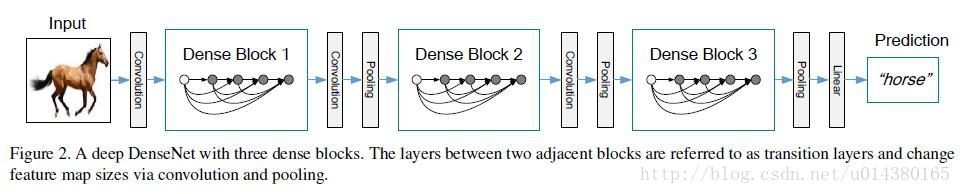 Input
Prediction
Convolution
Dense Block 1
Convolution
Pooling
Dense Block 2
Convolution
Pooling
Dense Block 3
Pooling
Linear
"horse"
Figure 2. A deep DenseNet with three dense blocks. The layers between two adjacent blocks are referred to as transition layers and change
feature map sizes via convolution and pooling.
http://blog.csdn.net/u014380165